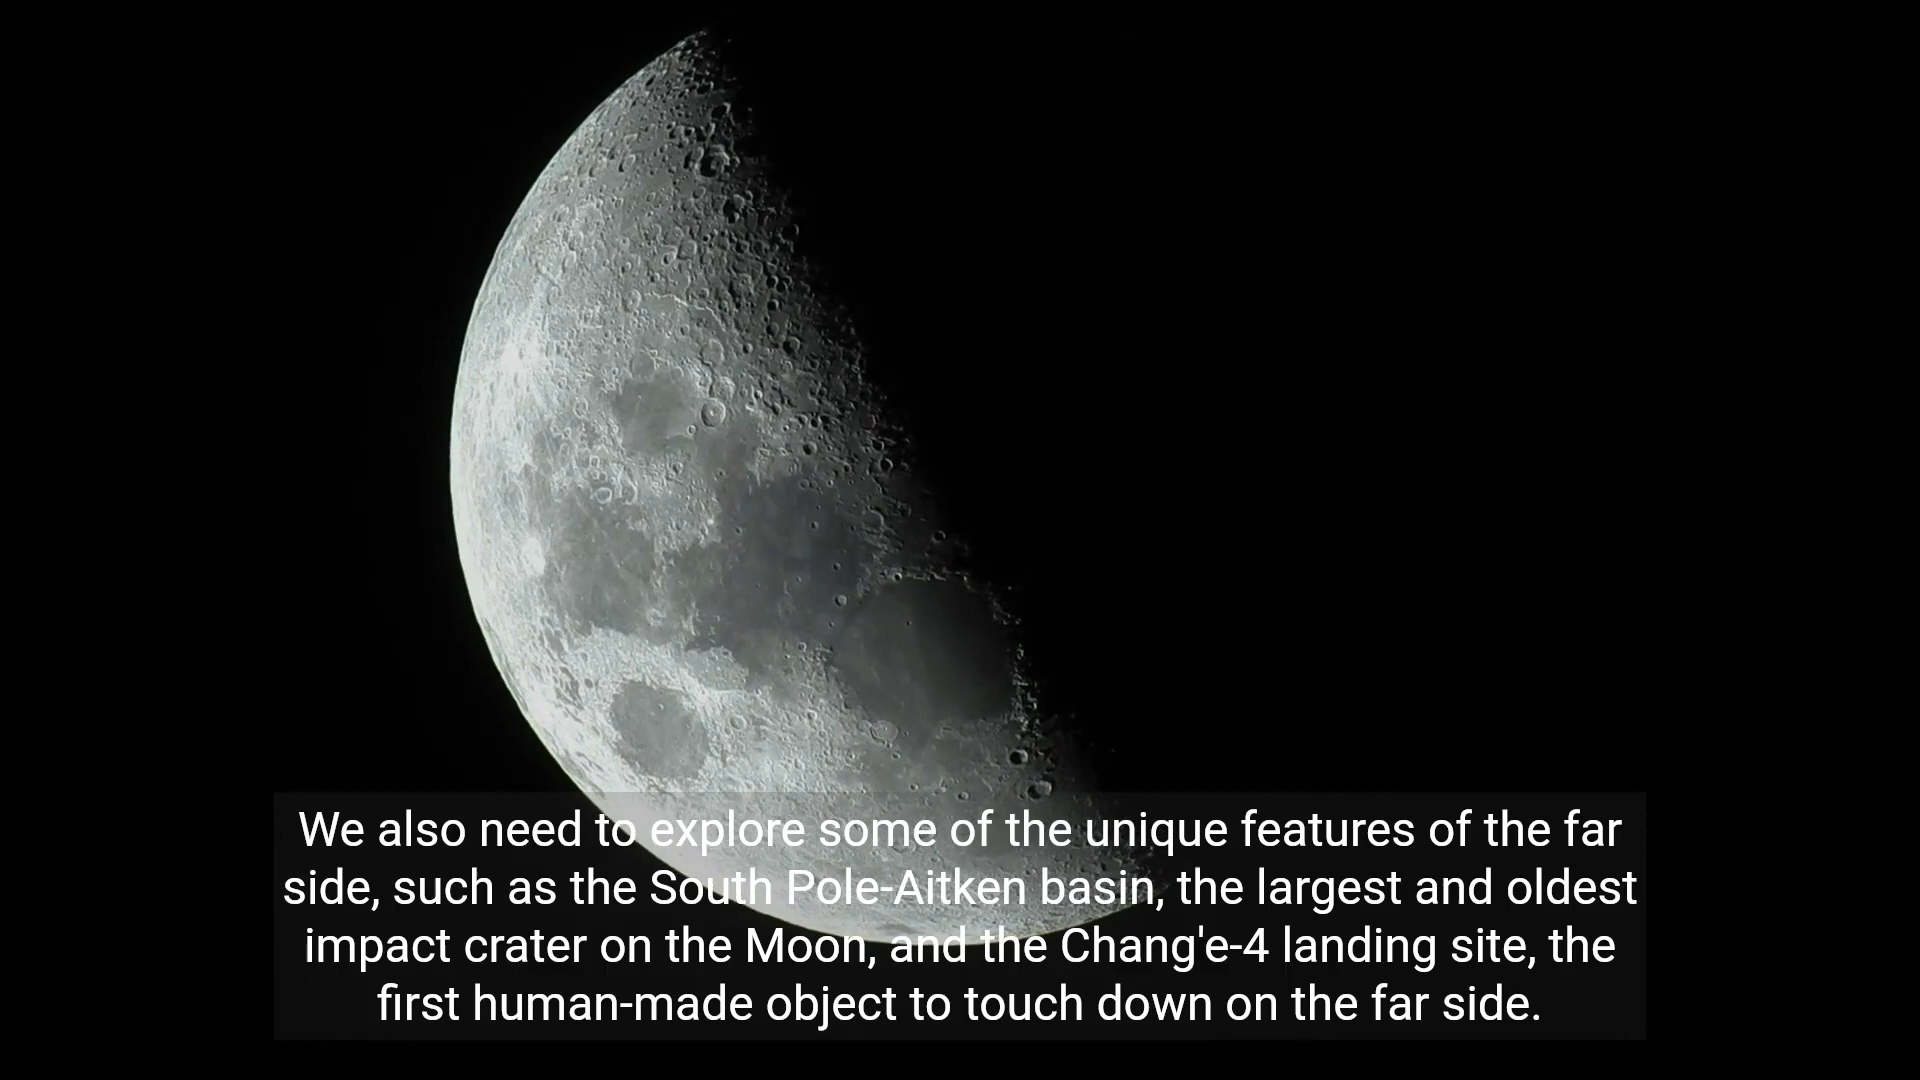 We also need to explore some of the unique features of the far
side, such as the South Pole-Aitken basin, the largest and oldest
impact crater on the Moon, and the Chang'e-4 landing site, the
first human-made object to touch down on the far side.